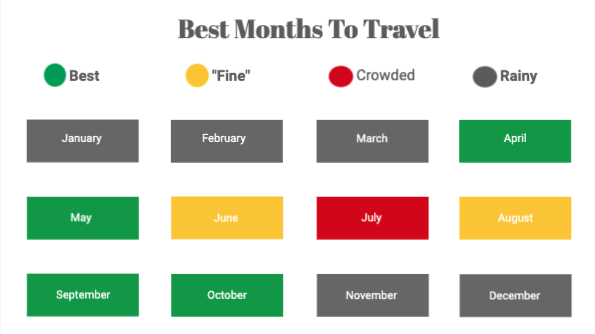 Best Months To Travel
Best "Fine" Crowded Rainy
January February March April
May June July August
September October November December